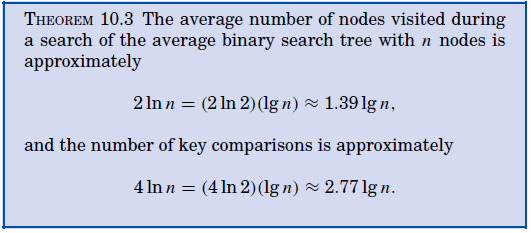 THEOREM 10.3 The average number of nodes visited during
a search of the average binary search tree with n nodes is
approximately
2 ln n = (2 ln 2)(lg n) ≈ 1.39 lg n,
and the number of key comparisons is approximately
4 ln n = (4 ln 2)(lg n) ≈ 2.77 lg n.